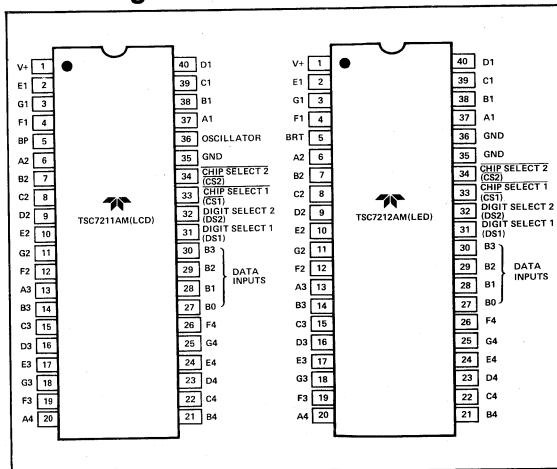 V+ 1
E1 2
G1 3
F1 4
BP 5
A2 6
B2 7
C2 8
D2 9
E2 10
G2 11
F2 12
A3 13
B3 14
C3 15
D3 16
E3 17
G3 18
F3 19
A4 20
TSC7211AM(LCD)
40 D1
39 C1
38 B1
37 A1
36 OSCILLATOR
35 GND
34 CHIP SELECT 2
(CS2)
33 CHIP SELECT 1
(CS1)
32 DIGIT SELECT 2
(DS2)
31 DIGIT SELECT 1
(DS1)
30 B3
29 B2
28 B1
27 B0
DATA
INPUTS
26 F4
25 G4
24 E4
23 D4
22 C4
21 B4
V+ 1
E1 2
G1 3
F1 4
BRT 5
A2 6
B2 7
C2 8
D2 9
E2 10
G2 11
F2 12
A3 13
B3 14
C3 15
D3 16
E3 17
G3 18
F3 19
A4 20
TSC7212AM(LED)
40 D1
39 C1
38 B1
37 A1
36 GND
35 GND
34 CHIP SELECT 2
(CS2)
33 CHIP SELECT 1
(CS1)
32 DIGIT SELECT 2
(DS2)
31 DIGIT SELECT 1
(DS1)
30 B3
29 B2
28 B1
27 B0
DATA
INPUTS
26 F4
25 G4
24 E4
23 D4
22 C4
21 B4